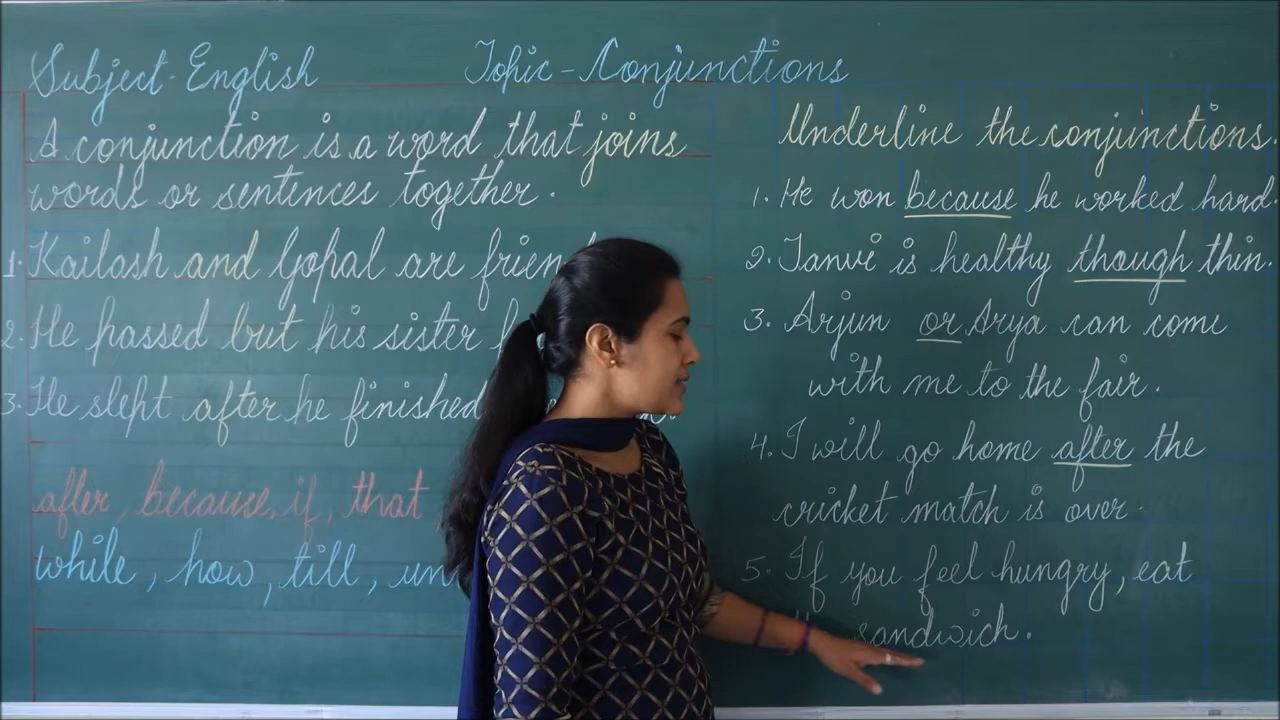 Subject-English
Topic-Conjunctions
A conjunction is a word that joins
words or sentences together.
1. Kailash and Gopal are
2. He passed but his sister
3. He slept after he finished
after, because, if, that
while, how, till,
Underline the conjunctions.
1. He won because he worked hard.
2. Tanvi is healthy though thin.
3. Arjun or Arya can come
with me to the fair.
4. I will go home after the
cricket match is over.
5. If you feel hungry, eat
sandwich.